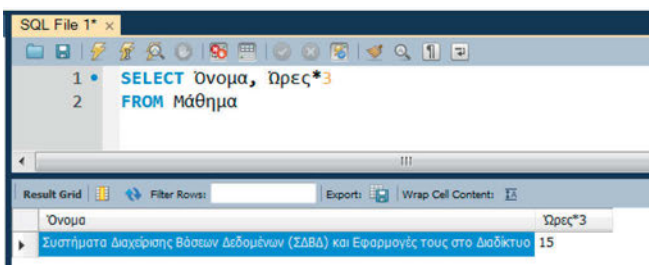 SQL File 1* ×
1 SELECT Όνομα, Ώρες*3
2 FROM Μάθημα
Result Grid Filter Rows: Export: Wrap Cell Content:
Όνομα Ώρες*3
Συστήματα Διαχείρισης Βάσεων Δεδομένων (ΣΔΒΔ) και Εφαρμογές τους στο Διαδίκτυο 15